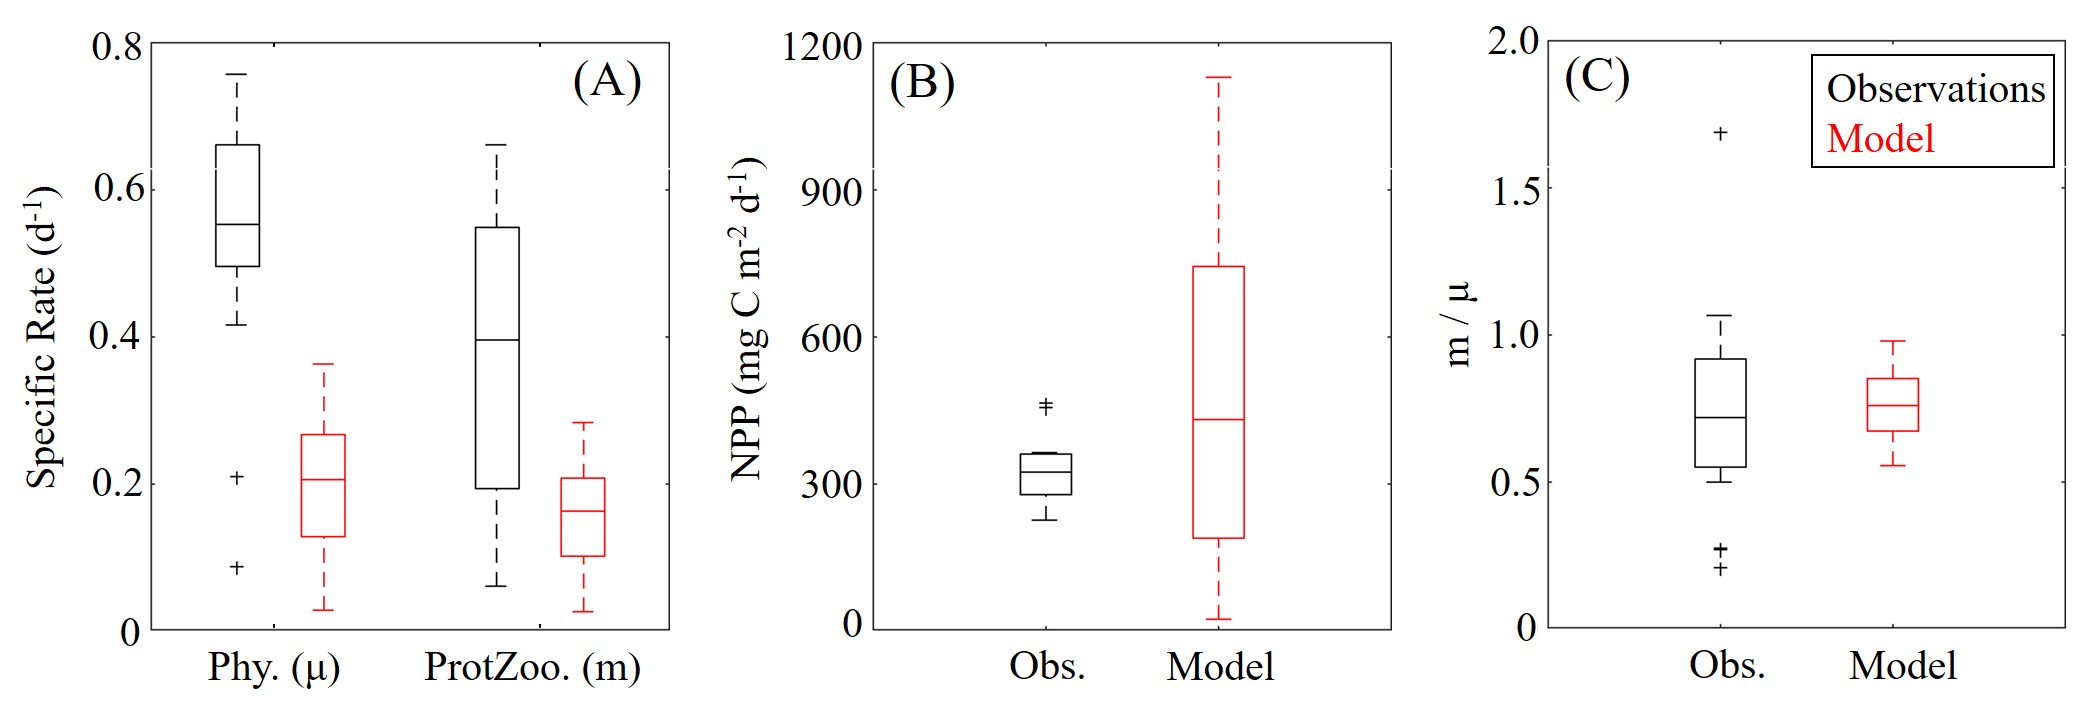 Specific Rate (d-1)
0.8
0.6
0.4
0.2
0
(A)
Phy. (μ)
ProtZoo. (m)
NPP (mg C m-2 d-1)
1200
900
600
300
0
(B)
Obs.
Model
m / μ
2.0
1.5
1.0
0.5
0
(C)
Observations
Model
Obs.
Model